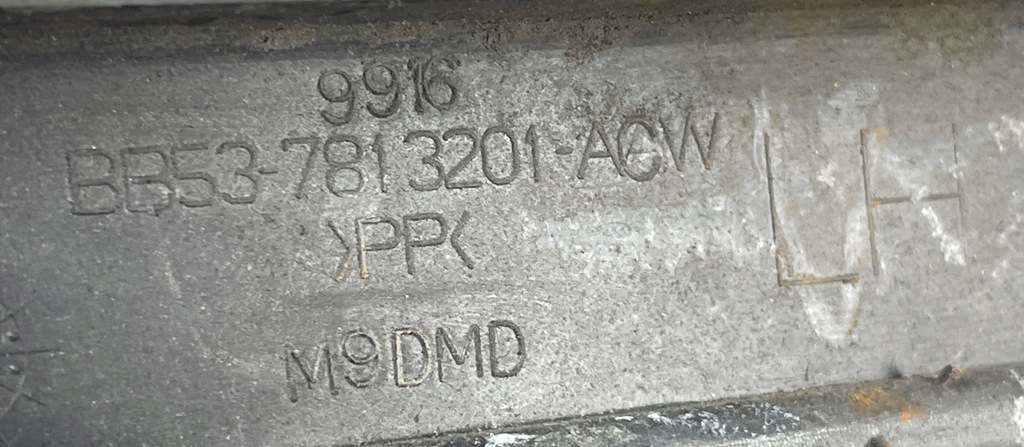 9916
BB53-7813201-ACW
>PP<
M9DMD
LH